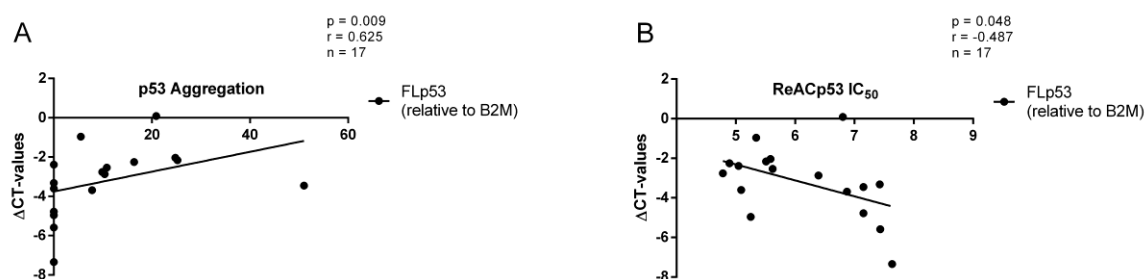 A
p = 0.009
r = 0.625
n = 17
p53 Aggregation
FLp53
(relative to B2M)
2
0
-2
-4
-6
-8
20
40
60
ΔCT-values
B
p = 0.048
r = -0.487
n = 17
ReACp53 IC50
FLp53
(relative to B2M)
2
0
-2
-4
-6
-8
5
6
7
8
9
ΔCT-values